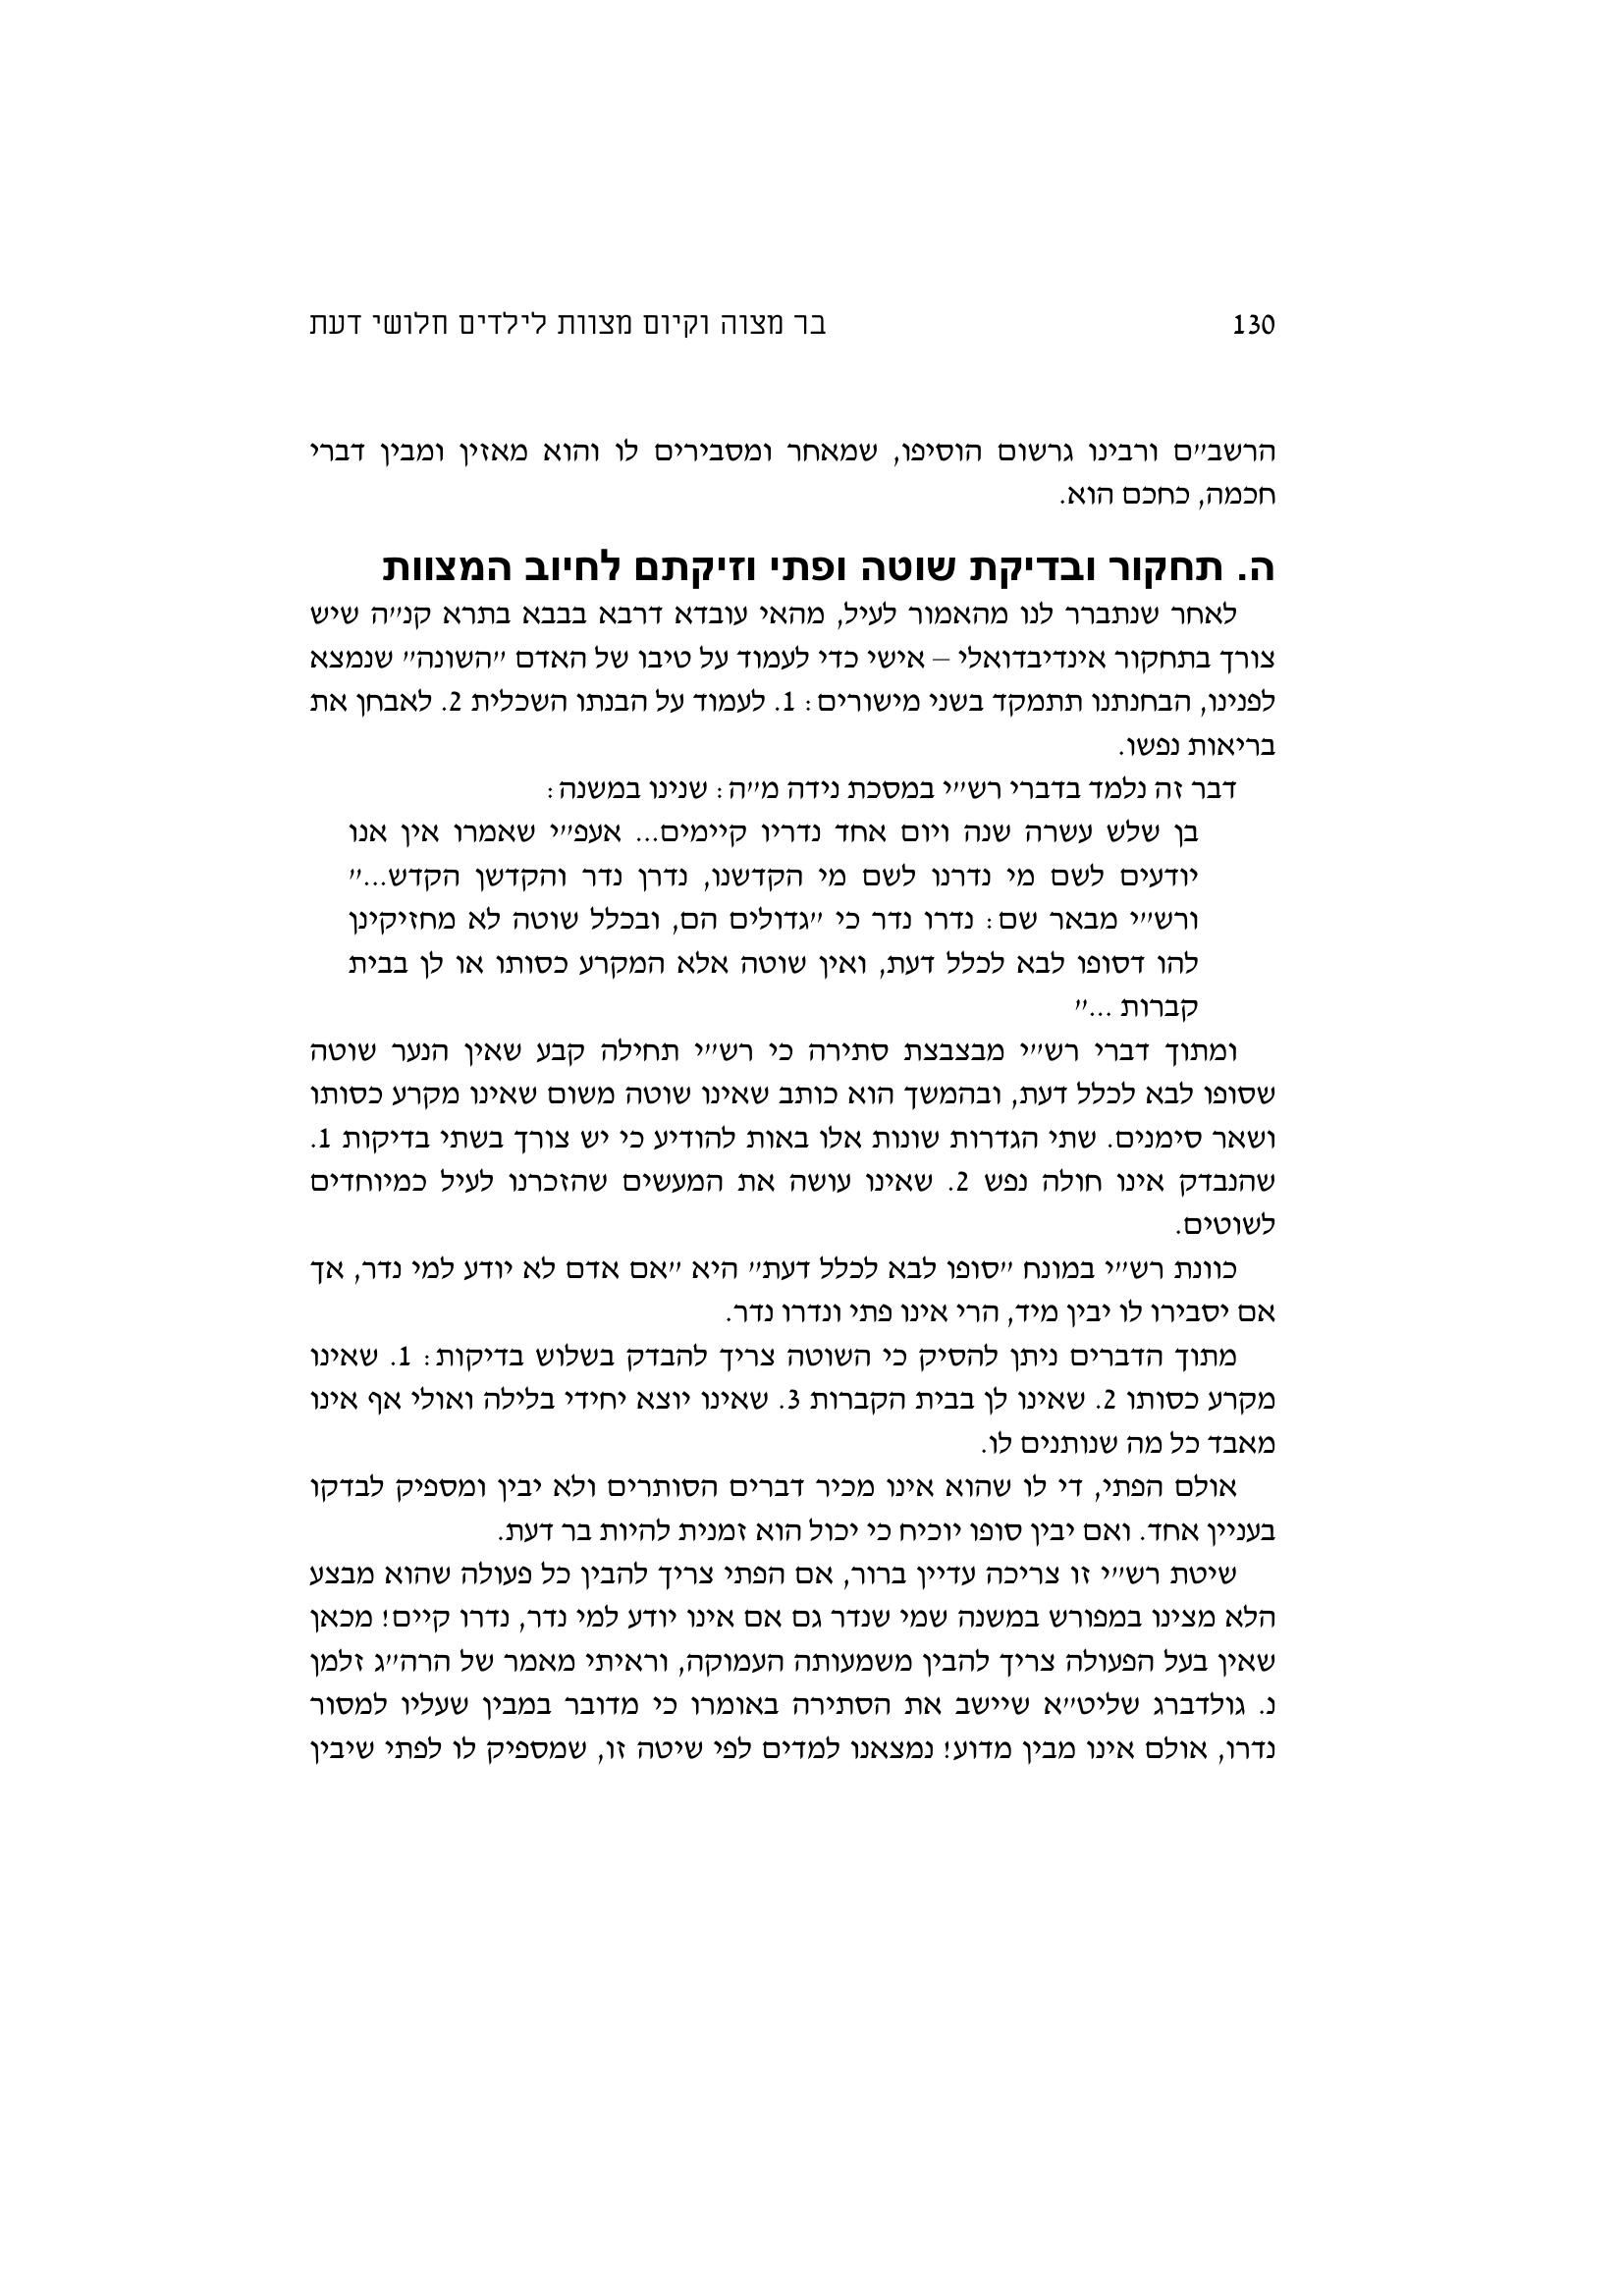 130 בר מצוה וקיום מצוות לילדים חלושי דעת
הרשב״ם ורבינו גרשום הוסיפו, שמאחר ומסבירים לו והוא מאזין ומבין דברי
חכמה, כחכם הוא.
ה. תחקור ובדיקת שוטה ופתי וזיקתם לחיוב המצוות
לאחר שנתברר לנו מהאמור לעיל, מהאי עובדא דרבא בבבא בתרא קנ״ה שיש
צורך בתחקור אינדיבדואלי – אישי כדי לעמוד על טיבו של האדם ״השונה״ שנמצא
לפנינו, הבחנתנו תתמקד בשני מישורים: 1. לעמוד על הבנתו השכלית 2. לאבחן את
בריאות נפשו.
דבר זה נלמד בדברי רש״י במסכת נידה מ״ה: שנינו במשנה:
בן שלש עשרה שנה ויום אחד נדריו קיימים... אעפ״י שאמרו אין אנו
יודעים לשם מי נדרנו לשם מי הקדשנו, נדרן נדר והקדשן הקדש...״
ורש״י מבאר שם: נדרו נדר כי ״גדולים הם, ובכלל שוטה לא מחזיקינן
להו דסופו לבא לכלל דעת, ואין שוטה אלא המקרע כסותו או לן בבית
קברות ...״
ומתוך דברי רש״י מבצבצת סתירה כי רש״י תחילה קבע שאין הנער שוטה
שסופו לבא לכלל דעת, ובהמשך הוא כותב שאינו שוטה משום שאינו מקרע כסותו
ושאר סימנים. שתי הגדרות שונות אלו באות להודיע כי יש צורך בשתי בדיקות 1.
שהנבדק אינו חולה נפש 2. שאינו עושה את המעשים שהזכרנו לעיל כמיוחדים
לשוטים.
כוונת רש״י במונח ״סופו לבא לכלל דעת״ היא ״אם אדם לא יודע למי נדר, אך
אם יסבירו לו יבין מיד, הרי אינו פתי ונדרו נדר.
מתוך הדברים ניתן להסיק כי השוטה צריך להבדק בשלוש בדיקות: 1. שאינו
מקרע כסותו 2. שאינו לן בבית הקברות 3. שאינו יוצא יחידי בלילה ואולי אף אינו
מאבד כל מה שנותנים לו.
אולם הפתי, די לו שהוא אינו מכיר דברים הסותרים ולא יבין ומספיק לבדקו
בעניין אחד. ואם יבין סופו יוכיח כי יכול הוא זמנית להיות בר דעת.
שיטת רש״י זו צריכה עדיין ברור, אם הפתי צריך להבין כל פעולה שהוא מבצע
הלא מצינו במפורש במשנה שמי שנדר גם אם אינו יודע למי נדר, נדרו קיים! מכאן
שאין בעל הפעולה צריך להבין משמעותה העמוקה, וראיתי מאמר של הרה״ג זלמן
נ. גולדברג שליט״א שיישב את הסתירה באומרו כי מדובר במבין שעליו למסור
נדרו, אולם אינו מבין מדוע! נמצאנו למדים לפי שיטה זו, שמספיק לו לפתי שיבין